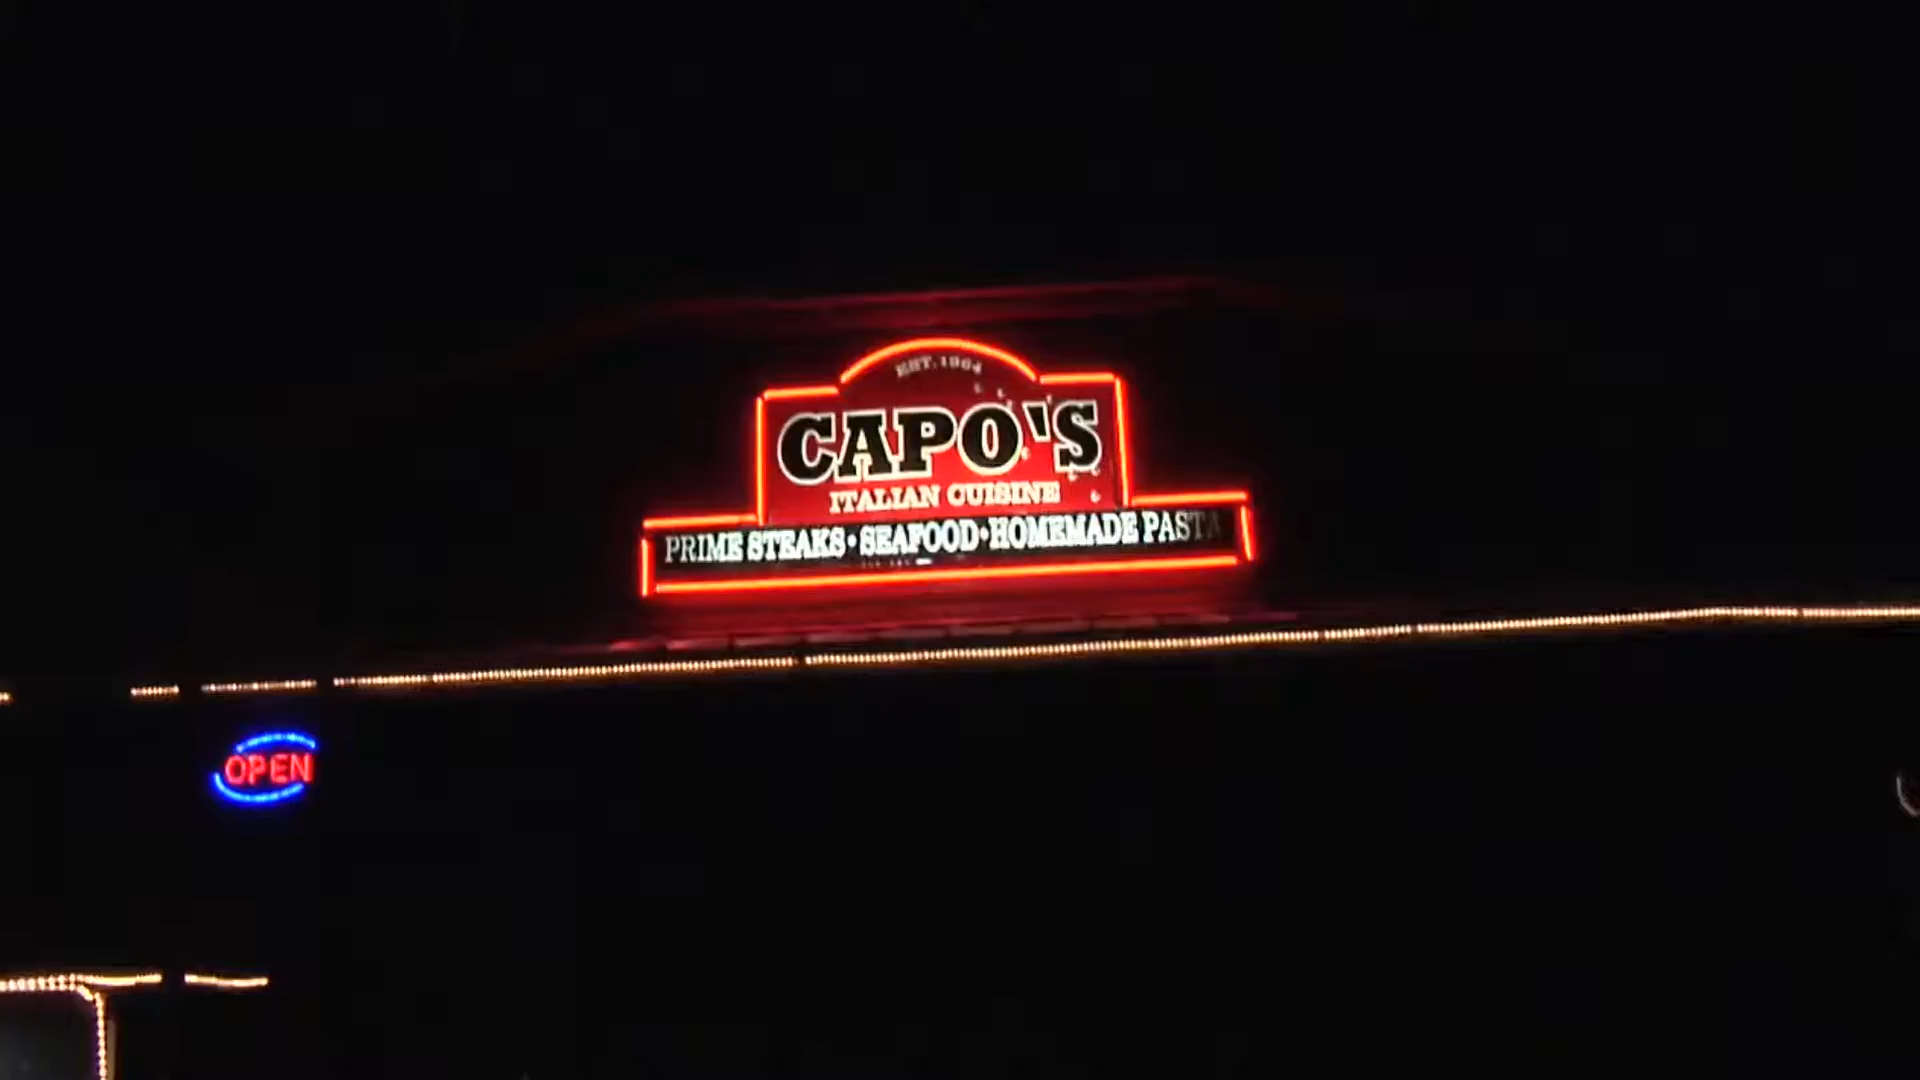 EST. 1964
CAPO'S
ITALIAN CUISINE
PRIME STEAKS • SEAFOOD • HOMEMADE PASTA
OPEN